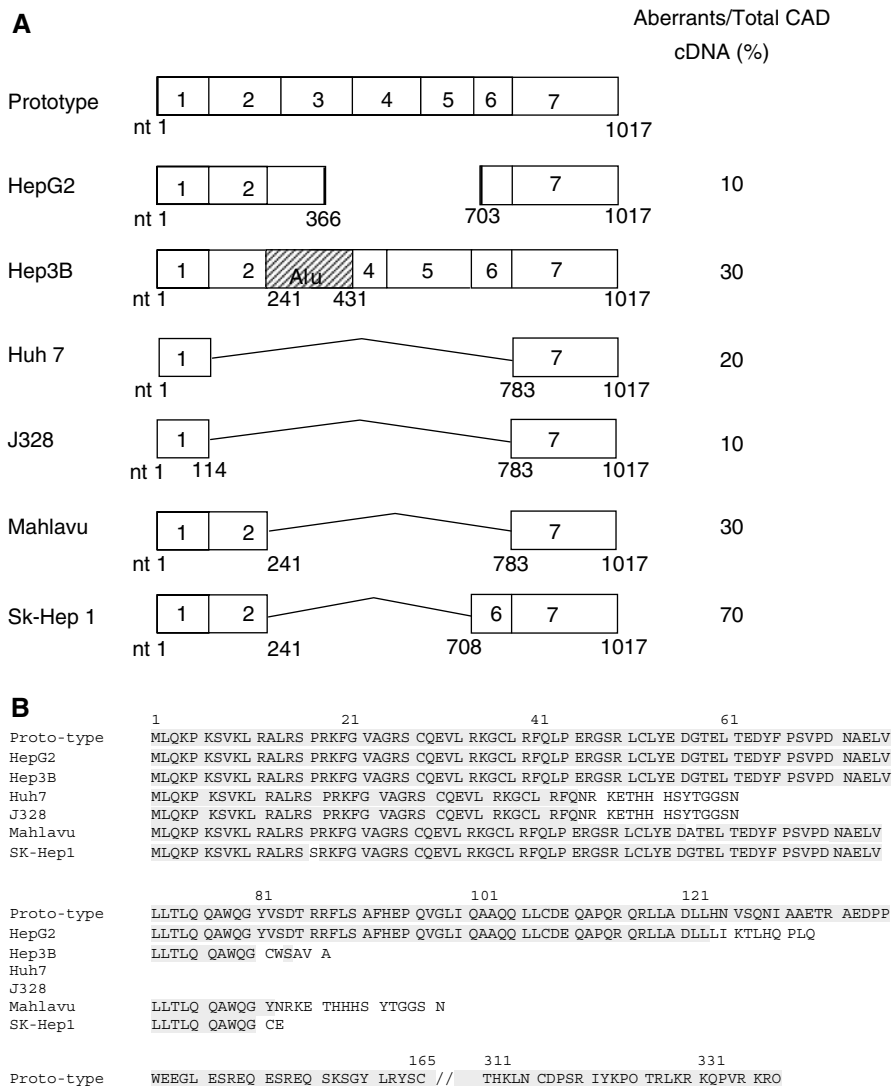 A
Aberrants/Total CAD
cDNA (%)
Prototype
1 2 3 4 5 6 7
nt 1 1017
HepG2
1 2 7
10
nt 1 366 703 1017
Hep3B
1 2 Alu 4 5 6 7
30
nt 1 241 431 1017
Huh 7
1 7
20
nt 1 783 1017
J328
1 7
10
nt 1 114 783 1017
Mahlavu
1 2 7
30
nt 1 241 783 1017
Sk-Hep 1
1 2 6 7
70
nt 1 241 708 1017
B
1 21 41 61
Proto-type MLQKP KSVKL RALRS PRKFG VAGRS CQEVL RKGCL RFQLP ERGSR LCLYE DGTEL TEDYF PSVPD NAELV
HepG2 MLQKP KSVKL RALRS PRKFG VAGRS CQEVL RKGCL RFQLP ERGSR LCLYE DGTEL TEDYF PSVPD NAELV
Hep3B MLQKP KSVKL RALRS PRKFG VAGRS CQEVL RKGCL RFQLP ERGSR LCLYE DGTEL TEDYF PSVPD NAELV
Huh7 MLQKP KSVKL RALRS PRKFG VAGRS CQEVL RKGCL RFQNR KETHH HSYTGGSN
J328 MLQKP KSVKL RALRS PRKFG VAGRS CQEVL RKGCL RFQNR KETHH HSYTGGSN
Mahlavu MLQKP KSVKL RALRS PRKFG VAGRS CQEVL RKGCL RFQLP ERGSR LCLYE DATEL TEDYF PSVPD NAELV
SK-Hep1 MLQKP KSVKL RALRS SRKFG VAGRS CQEVL RKGCL RFQLP ERGSR LCLYE DGTEL TEDYF PSVPD NAELV
81 101 121
Proto-type LLTLQ QAWQG YVSDT RRFLS AFHEP QVGLI QAAQQ LLCDE QAPQR QRLLA DLLHN VSQNI AAETR AEDPP
HepG2 LLTLQ QAWQG YVSDT RRFLS AFHEP QVGLI QAAQQ LLCDE QAPQR QRLLA DLLLI KTLHQ PLQ
Hep3B LLTLQ QAWQG CWSAV A
Huh7
J328
Mahlavu LLTLQ QAWQG YNRKE THHHS YTGGS N
SK-Hep1 LLTLQ QAWQG CE
165 311 331
Proto-type WEEGL ESREQ ESREQ SKSGY LRYSC // THKLN CDPSR IYKPO TRLKR KQPVR KRO